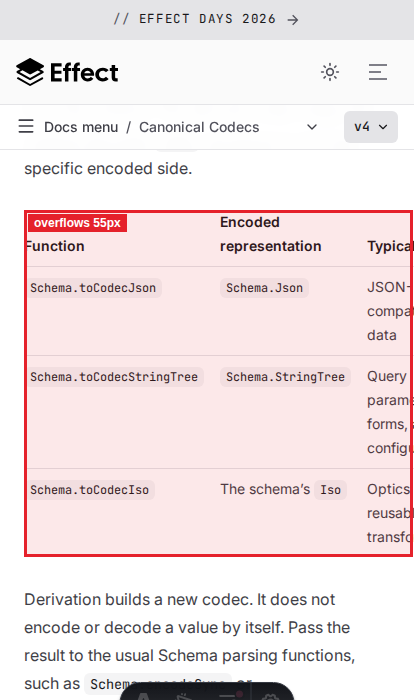 // EFFECT DAYS 2026 →
Effect
Docs menu / Canonical Codecs
v4
specific encoded side.
overflows 55px
Encoded
Function representation
Schema.toCodecJson Schema.Json JSON-
data
Schema.toCodecStringTree Schema.StringTree Query
forms,
Schema.toCodecIso The schema's Iso Optics
Derivation builds a new codec. It does not
encode or decode a value by itself. Pass the
result to the usual Schema parsing functions,
such as